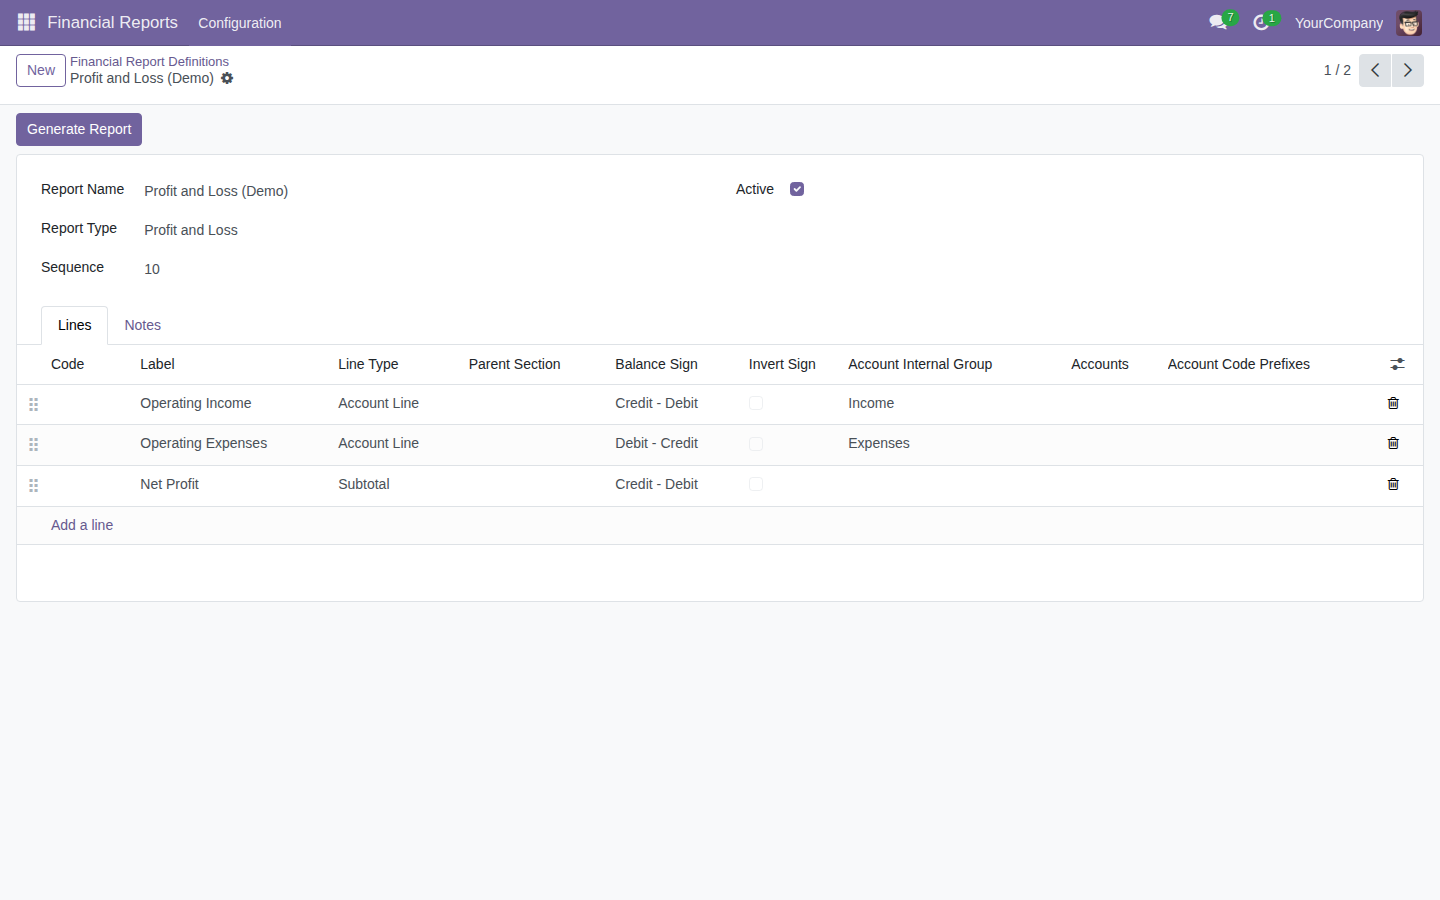 Financial Reports Configuration 7 1 YourCompany
New Financial Report Definitions
Profit and Loss (Demo) 1 / 2
Generate Report
Report Name Profit and Loss (Demo) Active
Report Type Profit and Loss
Sequence 10
Lines Notes
Code Label Line Type Parent Section Balance Sign Invert Sign Account Internal Group Accounts Account Code Prefixes
Operating Income Account Line Credit - Debit Income
Operating Expenses Account Line Debit - Credit Expenses
Net Profit Subtotal Credit - Debit
Add a line